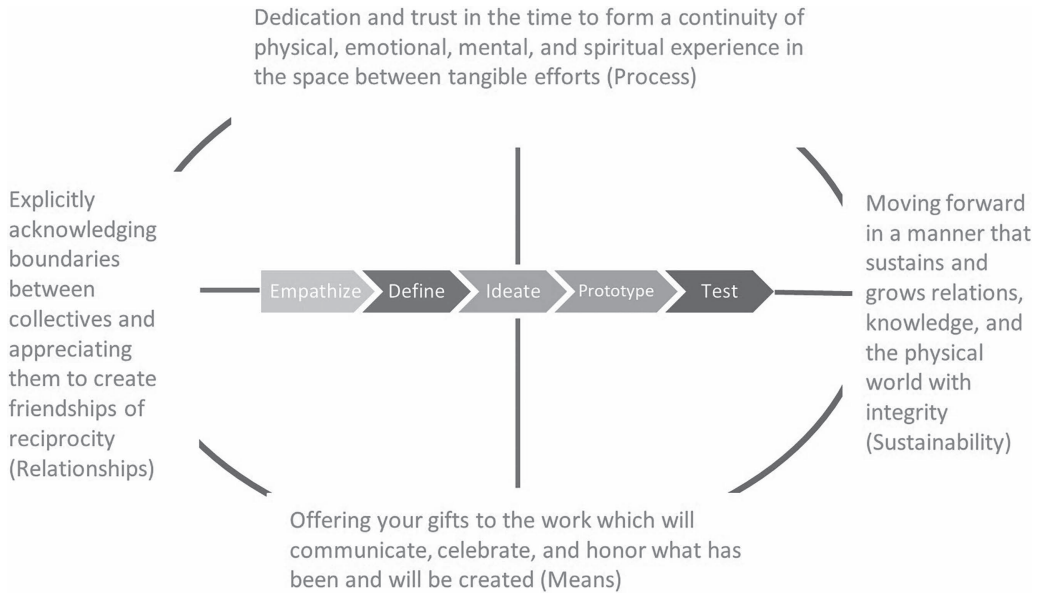 Dedication and trust in the time to form a continuity of
physical, emotional, mental, and spiritual experience in
the space between tangible efforts (Process)
Explicitly
acknowledging
boundaries
between
collectives and
appreciating
them to create
friendships of
reciprocity
(Relationships)
Empathize
Define
Ideate
Prototype
Test
Moving forward
in a manner that
sustains and
grows relations,
knowledge, and
the physical
world with
integrity
(Sustainability)
Offering your gifts to the work which will
communicate, celebrate, and honor what has
been and will be created (Means)